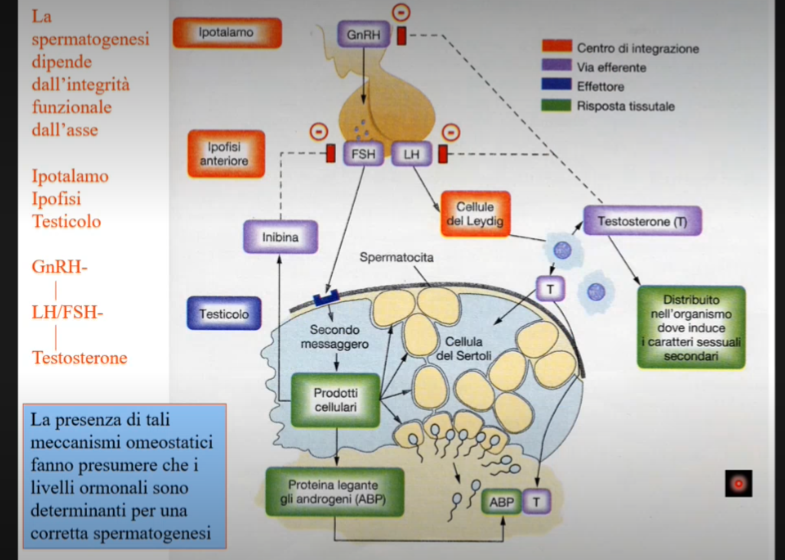 La
spermatogenesi
dipende
dall'integrità
funzionale
dall'asse
Ipotalamo
Ipofisi
Testicolo
GnRH-
LH/FSH-
Testosterone
La presenza di tali
meccanismi omeostatici
fanno presumere che i
livelli ormonali sono
determinanti per una
corretta spermatogenesi
Ipotalamo
GnRH
Centro di integrazione
Via efferente
Effettore
Risposta tissutale
Ipofisi
anteriore
FSH
LH
Cellule
del Leydig
Testosterone (T)
Inibina
Spermatocita
T
Testicolo
Secondo
messaggero
Cellula
del Sertoli
Distribuito
nell'organismo
dove induce
i caratteri sessuali
secondari
Prodotti
cellulari
Proteina legante
gli androgeni (ABP)
ABP
T